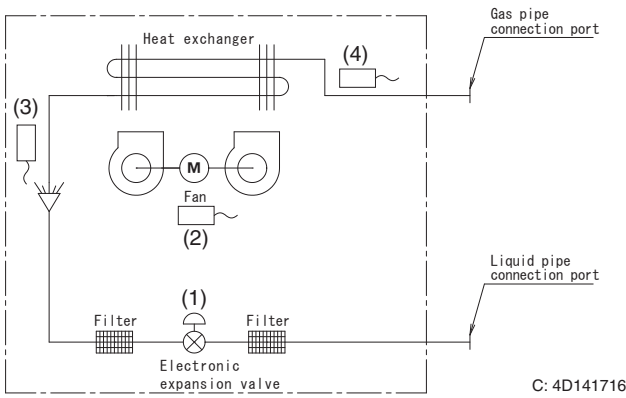 Gas pipe
connection port
Heat exchanger
(4)
(3)
M
Fan
(2)
Liquid pipe
connection port
(1)
Filter
Filter
Electronic
expansion valve
C: 4D141716